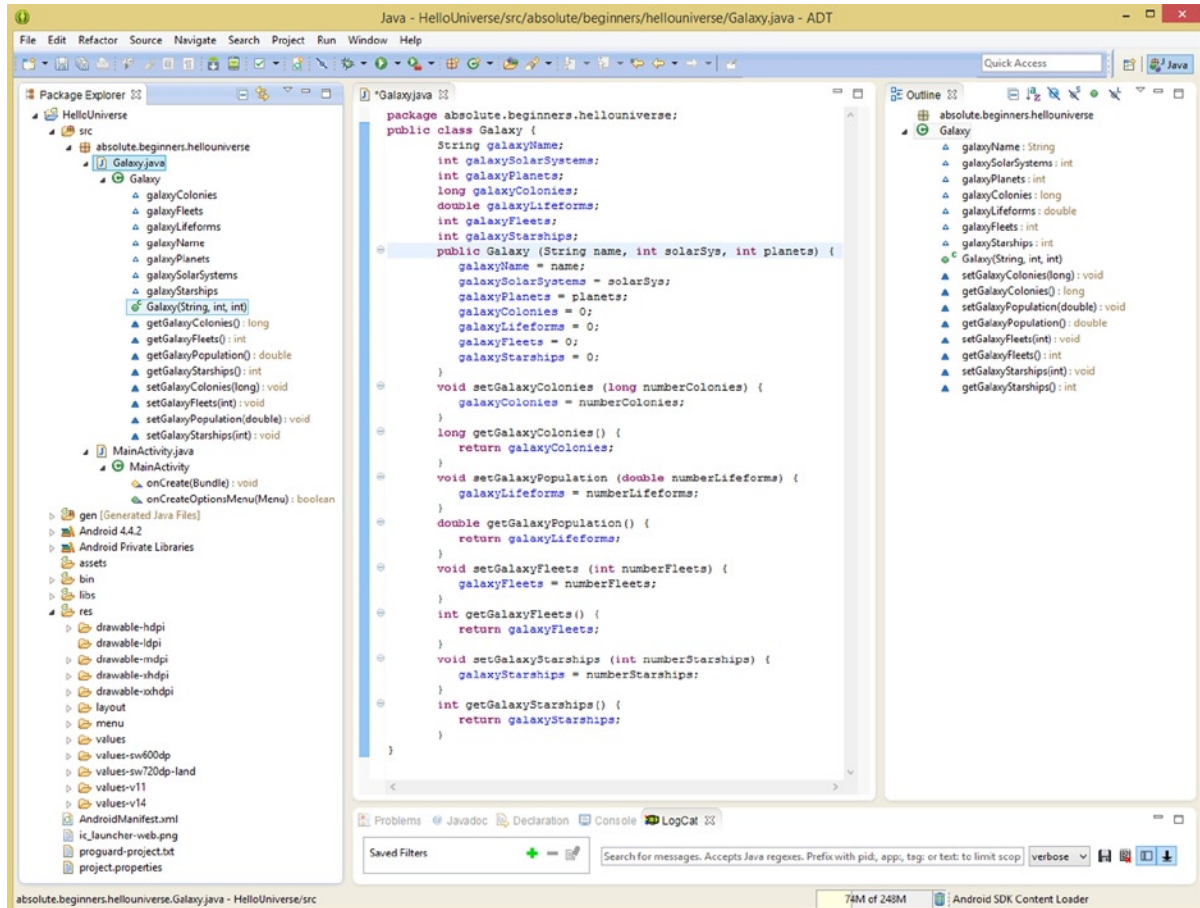 Java - HelloUniverse/src/absolute/beginners/hellouniverse/Galaxy.java - ADT
File Edit Refactor Source Navigate Search Project Run Window Help
Quick Access
Java
Package Explorer
HelloUniverse
src
absolute.beginners.hellouniverse
Galaxy.java
Galaxy
galaxyColonies
galaxyFleets
galaxyLifeforms
galaxyName
galaxyPlanets
galaxySolarSystems
galaxyStarships
Galaxy(String, int, int)
getGalaxyColonies() : long
getGalaxyFleets() : int
getGalaxyPopulation() : double
getGalaxyStarships() : int
setGalaxyColonies(long) : void
setGalaxyFleets(int) : void
setGalaxyPopulation(double) : void
setGalaxyStarships(int) : void
MainActivity.java
MainActivity
onCreate(Bundle) : void
onCreateOptionsMenu(Menu) : boolean
gen [Generated Java Files]
Android 4.4.2
Android Private Libraries
assets
bin
libs
res
drawable-hdpi
drawable-ldpi
drawable-mdpi
drawable-xhdpi
drawable-xxhdpi
layout
menu
values
values-sw600dp
values-sw720dp-land
values-v11
values-v14
AndroidManifest.xml
ic_launcher-web.png
proguard-project.txt
project.properties
*Galaxy.java
package absolute.beginners.hellouniverse;
public class Galaxy {
String galaxyName;
int galaxySolarSystems;
int galaxyPlanets;
long galaxyColonies;
double galaxyLifeforms;
int galaxyFleets;
int galaxyStarships;
public Galaxy (String name, int solarSys, int planets) {
galaxyName = name;
galaxySolarSystems = solarSys;
galaxyPlanets = planets;
galaxyColonies = 0;
galaxyLifeforms = 0;
galaxyFleets = 0;
galaxyStarships = 0;
}
void setGalaxyColonies (long numberColonies) {
galaxyColonies = numberColonies;
}
long getGalaxyColonies() {
return galaxyColonies;
}
void setGalaxyPopulation (double numberLifeforms) {
galaxyLifeforms = numberLifeforms;
}
double getGalaxyPopulation() {
return galaxyLifeforms;
}
void setGalaxyFleets (int numberFleets) {
galaxyFleets = numberFleets;
}
int getGalaxyFleets() {
return galaxyFleets;
}
void setGalaxyStarships (int numberStarships) {
galaxyStarships = numberStarships;
}
int getGalaxyStarships() {
return galaxyStarships;
}
}
Outline
absolute.beginners.hellouniverse
Galaxy
galaxyName : String
galaxySolarSystems : int
galaxyPlanets : int
galaxyColonies : long
galaxyLifeforms : double
galaxyFleets : int
galaxyStarships : int
Galaxy(String, int, int)
setGalaxyColonies(long) : void
getGalaxyColonies() : long
setGalaxyPopulation(double) : void
getGalaxyPopulation() : double
setGalaxyFleets(int) : void
getGalaxyFleets() : int
setGalaxyStarships(int) : void
getGalaxyStarships() : int
Problems Javadoc Declaration Console LogCat
Saved Filters
Search for messages. Accepts Java regexes. Prefix with pid:, app:, tag: or text: to limit scop
verbose
absolute.beginners.hellouniverse.Galaxy.java - HelloUniverse/src
74M of 248M
Android SDK Content Loader